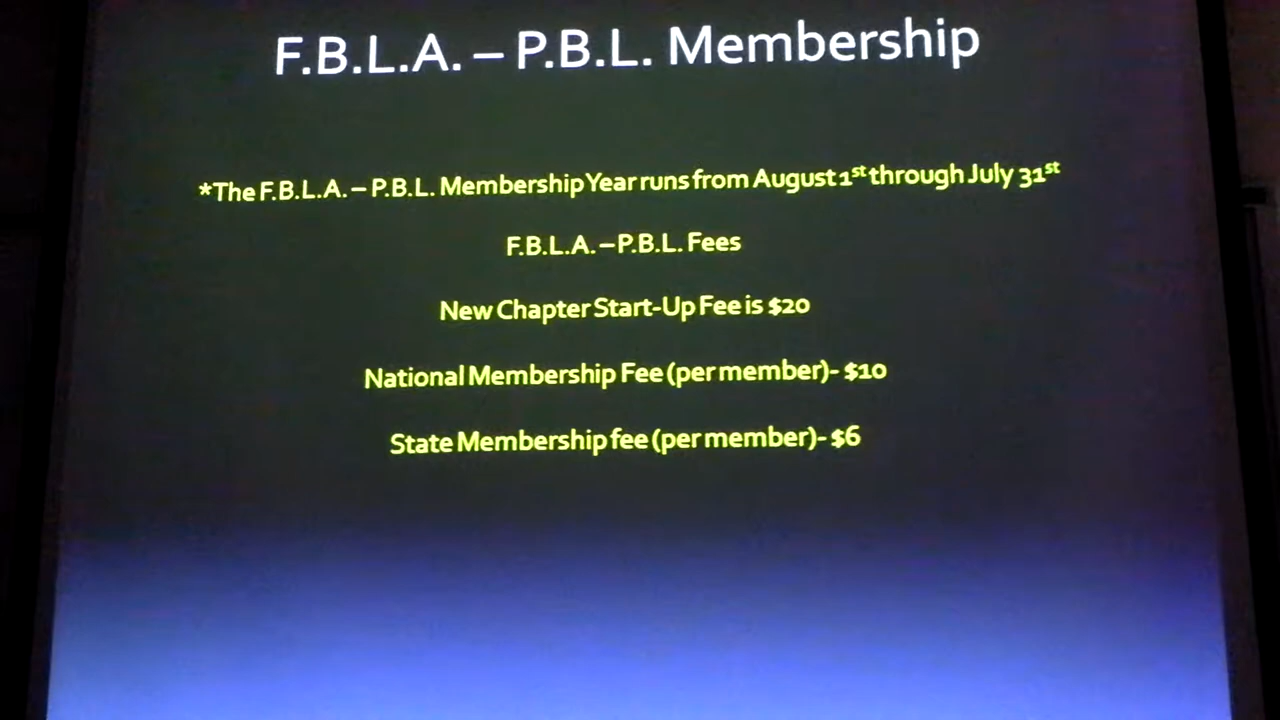 F.B.L.A. – P.B.L. Membership
*The F.B.L.A. – P.B.L. Membership Year runs from August 1st through July 31st
F.B.L.A. – P.B.L. Fees
New Chapter Start-Up Fee is $20
National Membership Fee (per member)- $10
State Membership fee (per member)- $6